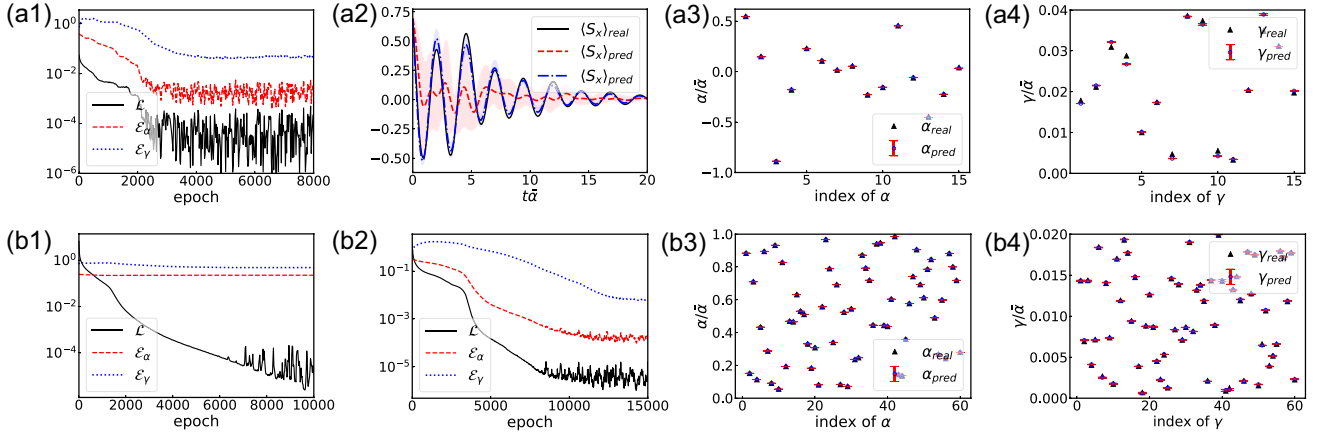 (a1)
10^0
10^-2
10^-4
10^-6
0 2000 4000 6000 8000
epoch
ℒ
ℰ_α
ℰ_γ
(a2)
0.75
0.50
0.25
0.00
−0.25
−0.50
0 5 10 15 20
tᾱ
⟨S_x⟩_real
⟨S_x⟩_pred
⟨S_x⟩_pred
(a3)
α/ᾱ
0.5
0.0
−0.5
−1.0
5 10 15
index of α
α_real
α_pred
(a4)
γ/ᾱ
0.04
0.03
0.02
0.01
0.00
5 10 15
index of γ
γ_real
γ_pred
(b1)
10^0
10^-2
10^-4
0 2000 4000 6000 8000 10000
epoch
ℒ
ℰ_α
ℰ_γ
(b2)
10^-1
10^-3
10^-5
0 5000 10000 15000
epoch
ℒ
ℰ_α
ℰ_γ
(b3)
α/ᾱ
1.0
0.8
0.6
0.4
0.2
0.0
0 20 40 60
index of α
α_real
α_pred
(b4)
γ/ᾱ
0.020
0.015
0.010
0.005
0.000
0 20 40 60
index of γ
γ_real
γ_pred